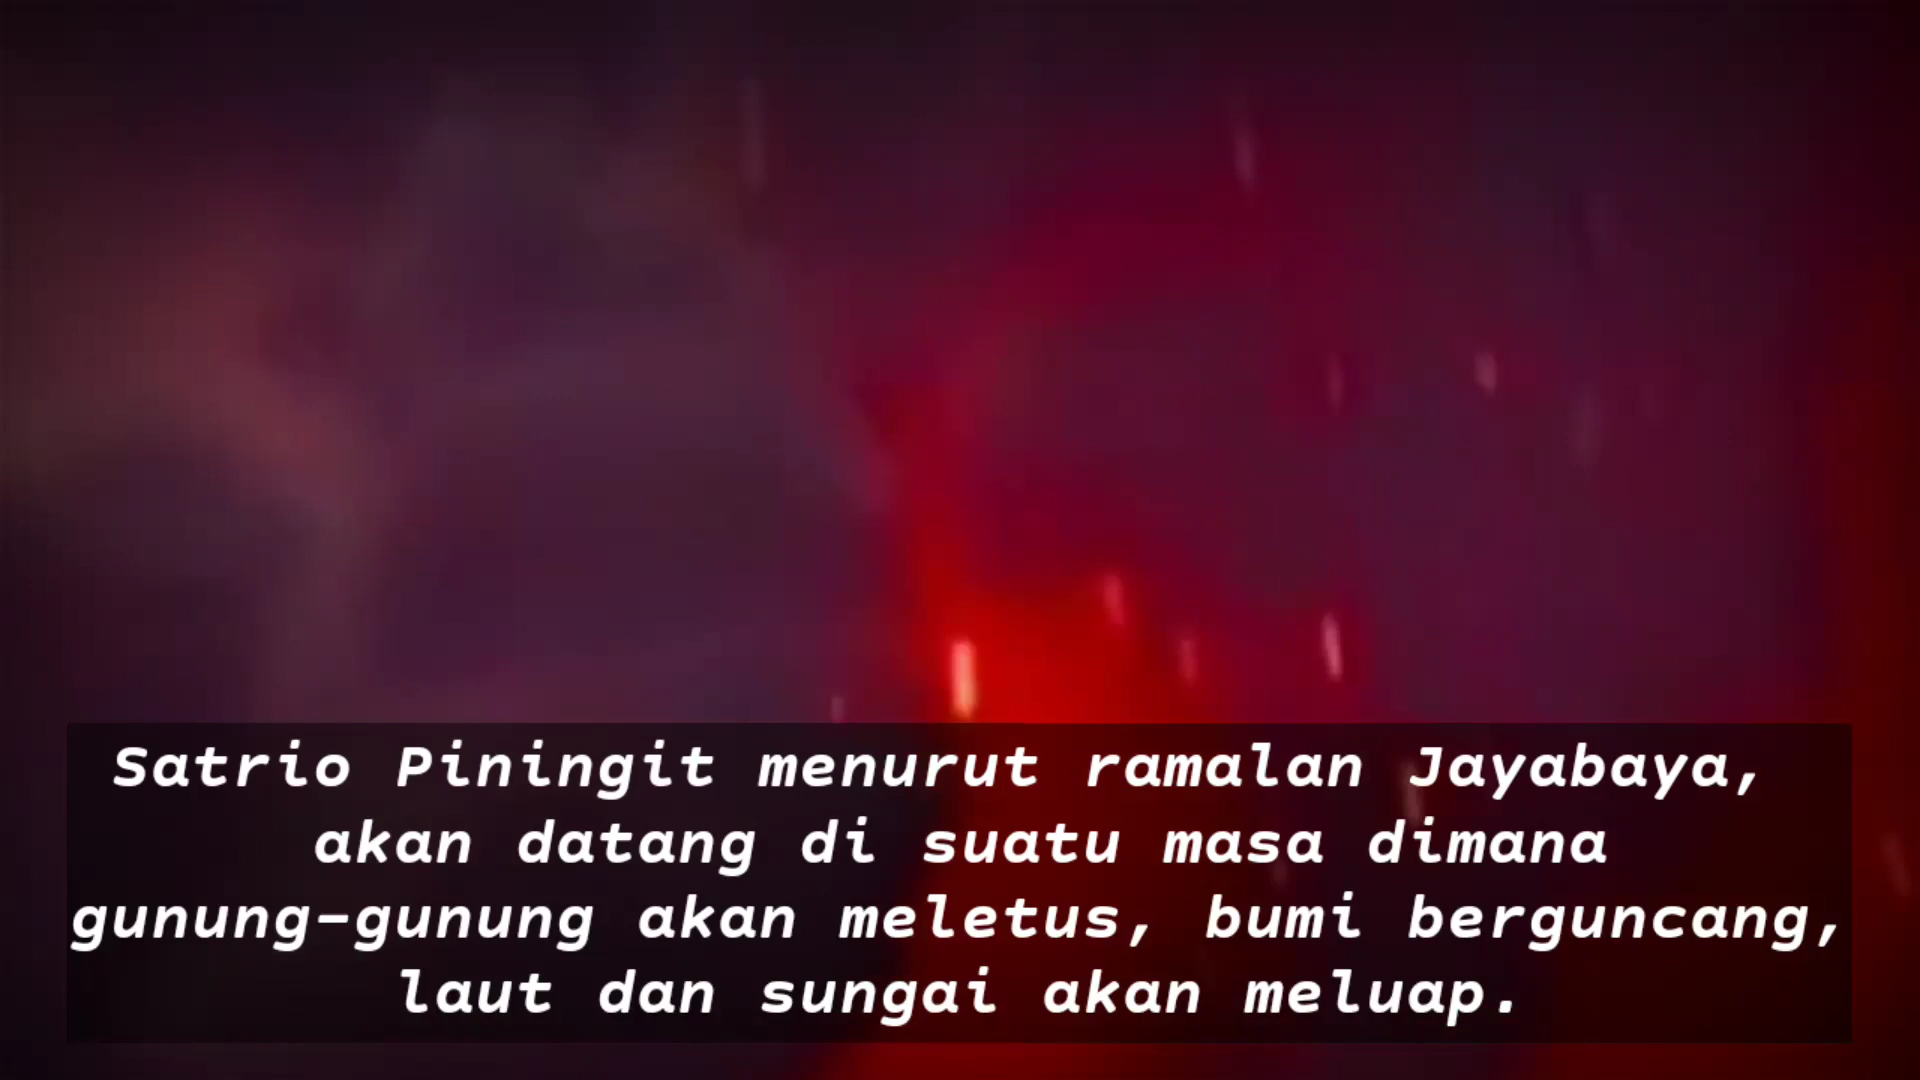 Satrio Piningit menurut ramalan Jayabaya,
akan datang di suatu masa dimana
gunung-gunung akan meletus, bumi berguncang,
laut dan sungai akan meluap.